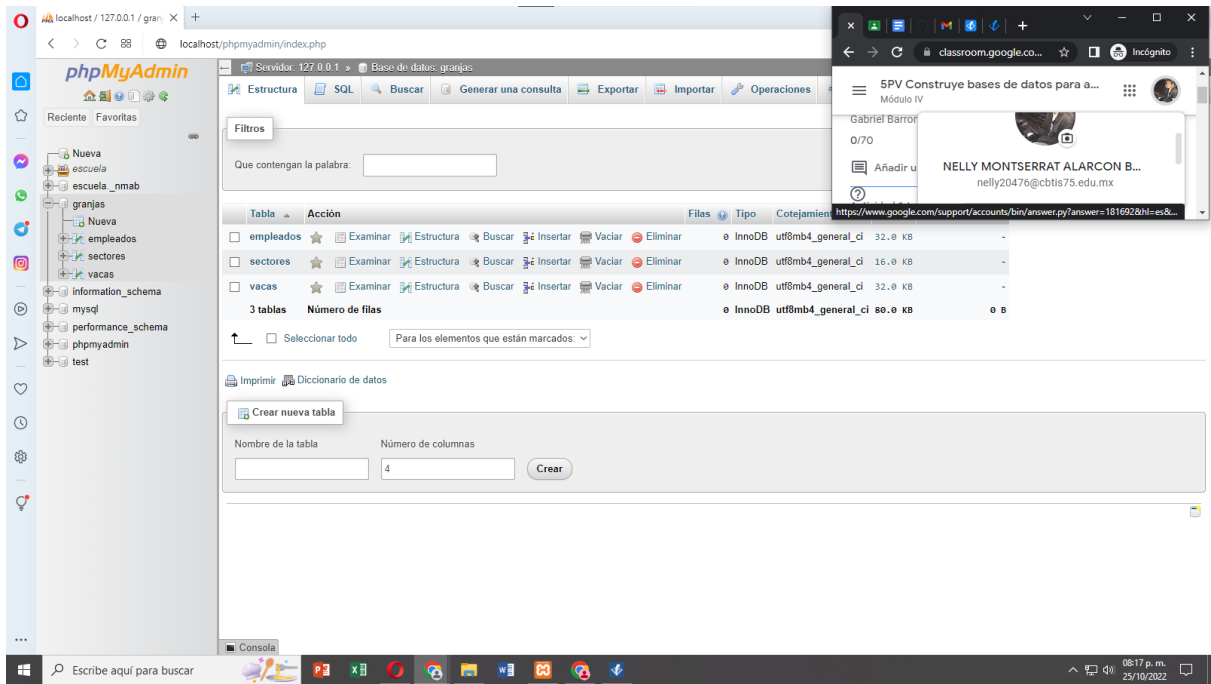 localhost / 127.0.0.1 / gran
localhost/phpmyadmin/index.php
phpMyAdmin
Reciente Favoritas
Nueva
escuela
escuela._nmab
granjas
Nueva
empleados
sectores
vacas
information_schema
mysql
performance_schema
phpmyadmin
test
Servidor: 127.0.0.1 » Base de datos: granjas
Estructura SQL Buscar Generar una consulta Exportar Importar Operaciones
Filtros
Que contengan la palabra:
Tabla Acción Filas Tipo Cotejamien
empleados Examinar Estructura Buscar Insertar Vaciar Eliminar 0 InnoDB utf8mb4_general_ci 32.0 KB -
sectores Examinar Estructura Buscar Insertar Vaciar Eliminar 0 InnoDB utf8mb4_general_ci 16.0 KB -
vacas Examinar Estructura Buscar Insertar Vaciar Eliminar 0 InnoDB utf8mb4_general_ci 32.0 KB -
3 tablas Número de filas 0 InnoDB utf8mb4_general_ci 80.0 KB 0 B
Seleccionar todo Para los elementos que están marcados:
Imprimir Diccionario de datos
Crear nueva tabla
Nombre de la tabla Número de columnas
4 Crear
Consola
classroom.google.co... Incógnito
5PV Construye bases de datos para a...
Módulo IV
Gabriel Barron
0/70
Añadir u
NELLY MONTSERRAT ALARCON B...
nelly20476@cbtis75.edu.mx
https://www.google.com/support/accounts/bin/answer.py?answer=181692&hl=es&...
Escribe aquí para buscar
08:17 p. m.
25/10/2022